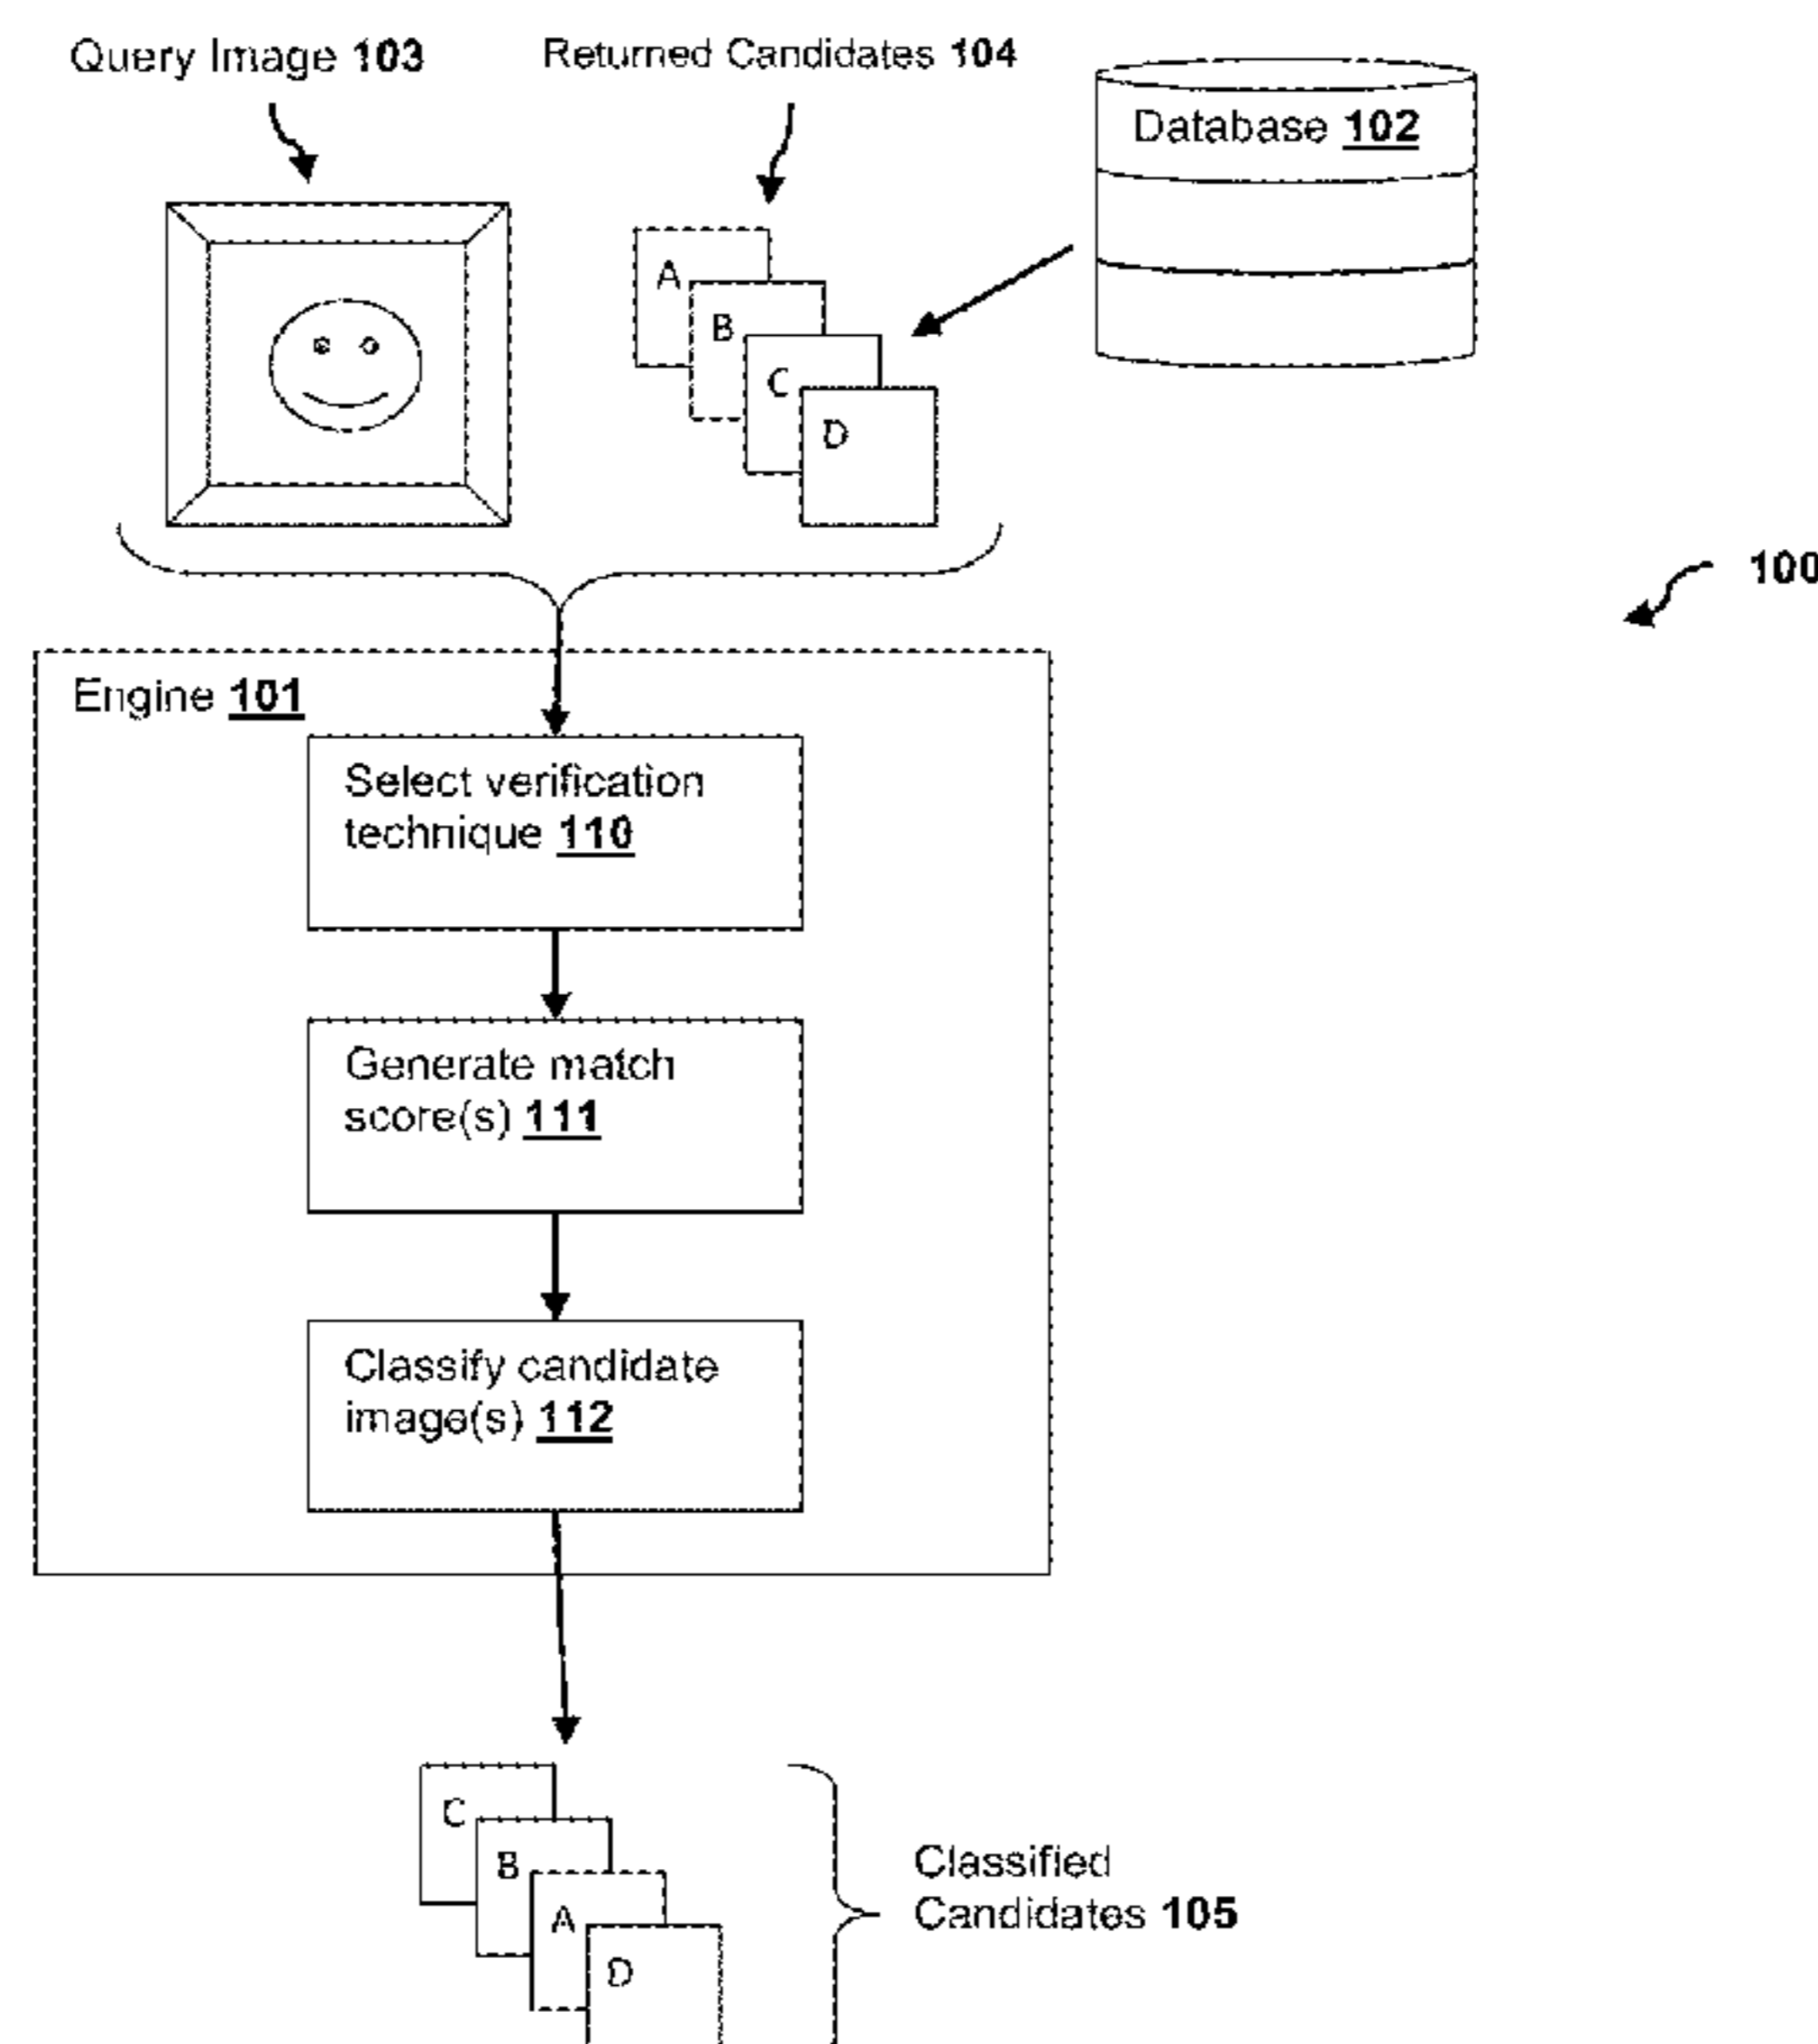 Query Image 103
Returned Candidates 104
Database 102
A
B
C
D
100
Engine 101
Select verification
technique 110
Generate match
score(s) 111
Classify candidate
image(s) 112
C
B
A
D
Classified
Candidates 105